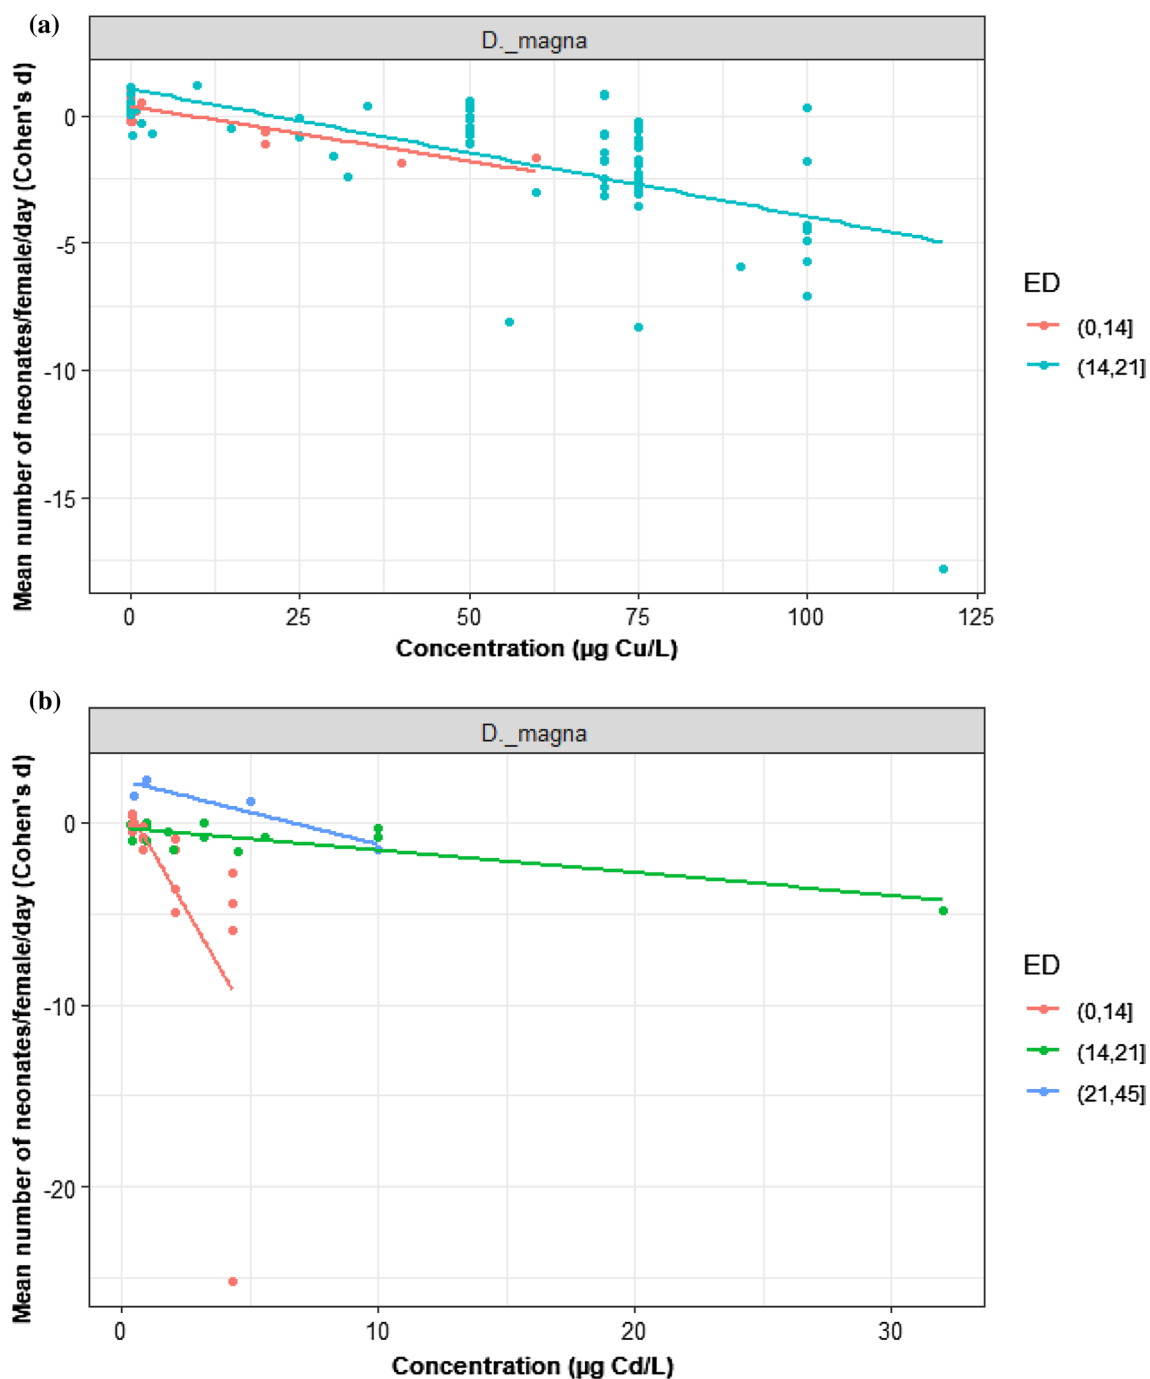 (a)
D._magna
Mean number of neonates/female/day (Cohen's d)
0
-5
-10
-15
0 25 50 75 100 125
Concentration (µg Cu/L)
ED
(0,14]
(14,21]
(b)
D._magna
Mean number of neonates/female/day (Cohen's d)
0
-10
-20
0 10 20 30
Concentration (µg Cd/L)
ED
(0,14]
(14,21]
(21,45]